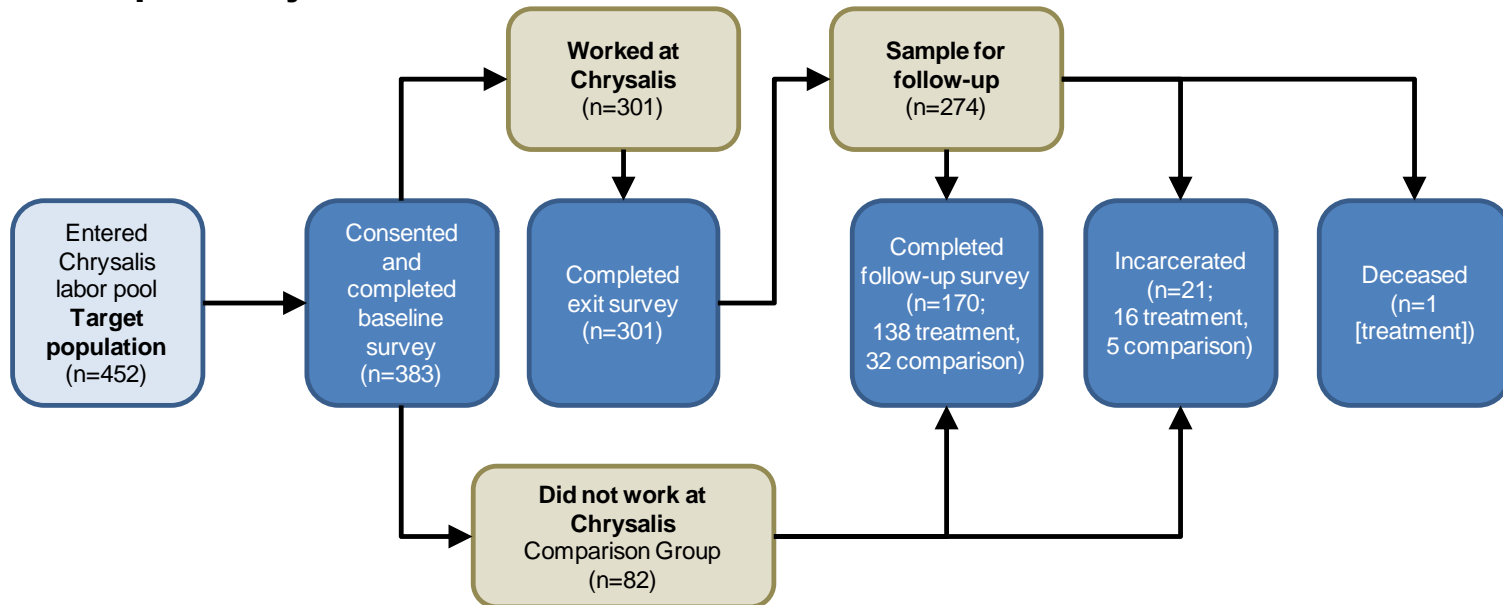 Worked at
Chrysalis
(n=301)
Sample for
follow-up
(n=274)
Entered
Chrysalis
labor pool
Target
population
(n=452)
Consented
and
completed
baseline
survey
(n=383)
Completed
exit survey
(n=301)
Completed
follow-up survey
(n=170;
138 treatment,
32 comparison)
Incarcerated
(n=21;
16 treatment,
5 comparison)
Deceased
(n=1
[treatment])
Did not work at
Chrysalis
Comparison Group
(n=82)